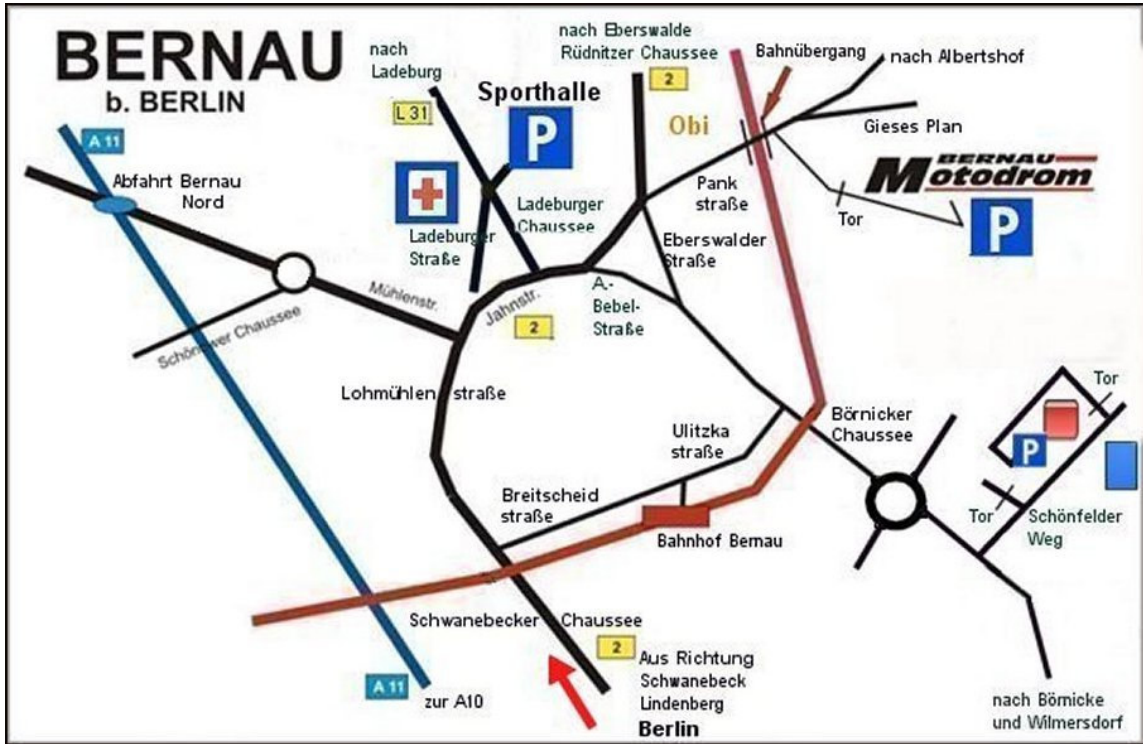 BERNAU
b. BERLIN
A 11
Abfahrt Bernau
Nord
nach
Ladeburg
L 31
Sporthalle
P
Ladeburger
Straße
Ladeburger
Chaussee
nach Eberswalde
Rüdnitzer Chaussee
2
Obi
Bahnübergang
nach Albertshof
Gieses Plan
BERNAU
Motodrom
P
Tor
Pank
straße
Eberswalder
Straße
A.-
Bebel-
Straße
Mühlenstr.
Jahnstr.
2
Schönower Chaussee
Lohmühlen straße
Ulitzka
straße
Breitscheid
straße
Bahnhof Bernau
Börnicker
Chaussee
Tor
P
Tor
Schönfelder
Weg
Schwanebecker Chaussee
2
Aus Richtung
Schwanebeck
Lindenberg
Berlin
A 11
zur A10
nach Börnicke
und Wilmersdorf